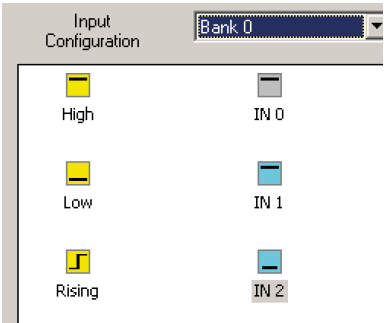 Input
Configuration
Bank 0
High
IN 0
Low
IN 1
Rising
IN 2